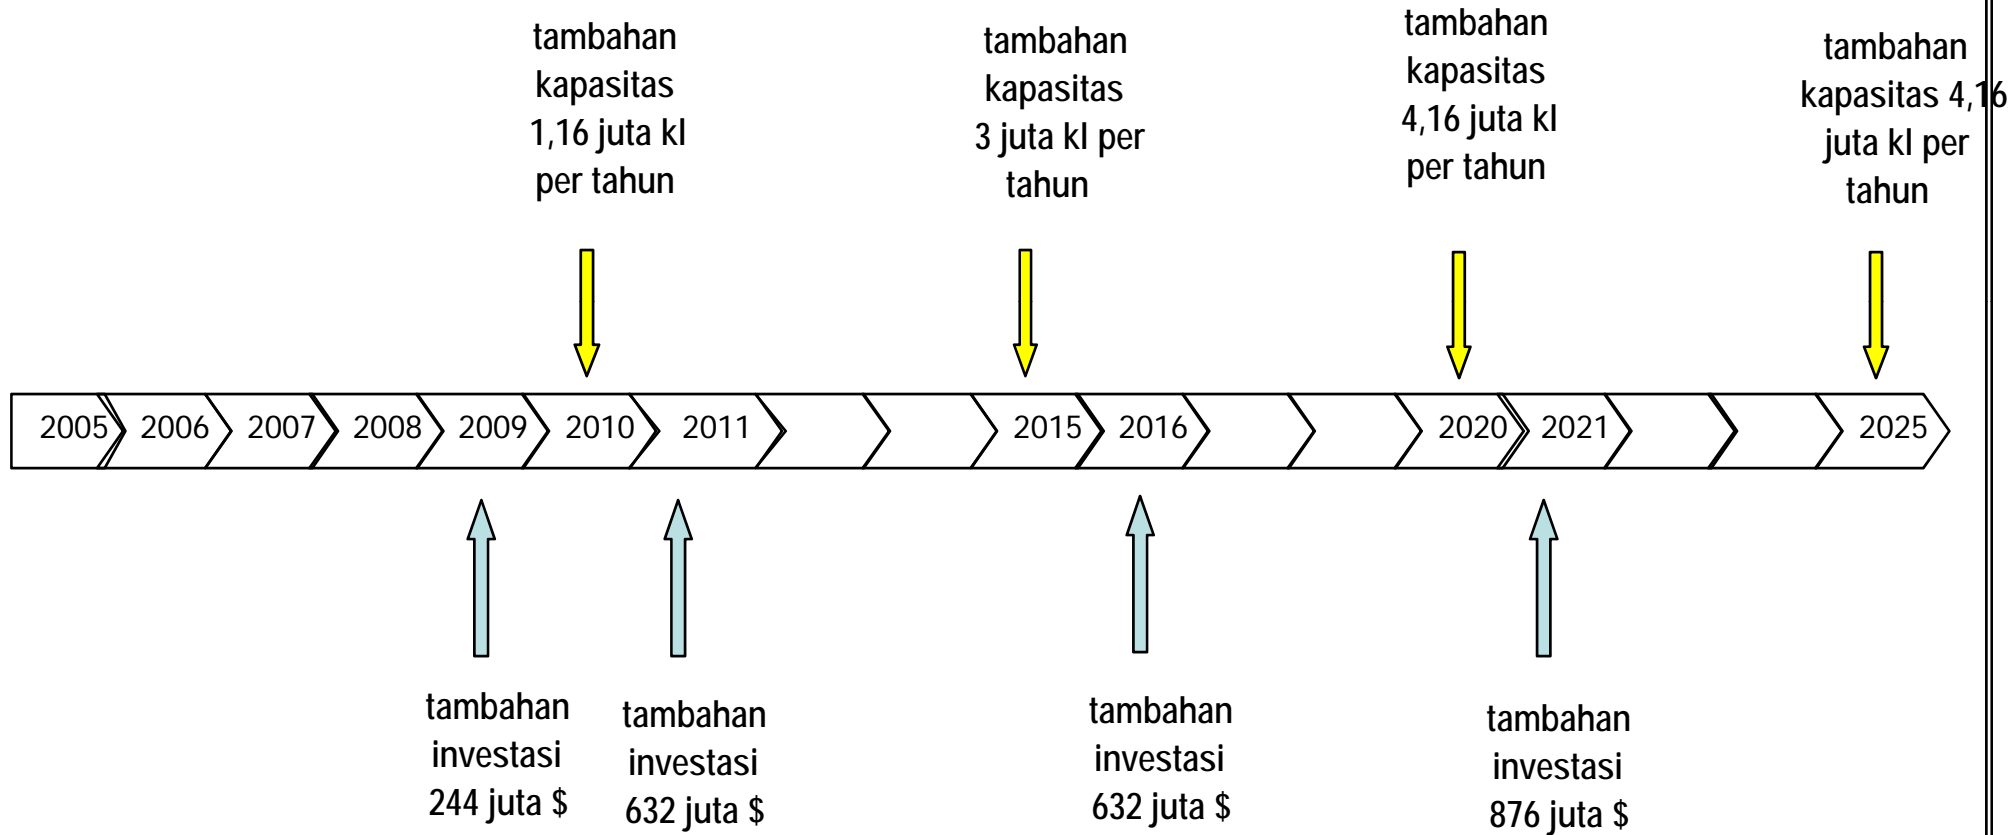 tambahan
kapasitas
1,16 juta kl
per tahun
tambahan
kapasitas
3 juta kl per
tahun
tambahan
kapasitas
4,16 juta kl
per tahun
tambahan
kapasitas 4,16
juta kl per
tahun
2005 2006 2007 2008 2009 2010 2011 2015 2016 2020 2021 2025
tambahan
investasi
244 juta $
tambahan
investasi
632 juta $
tambahan
investasi
632 juta $
tambahan
investasi
876 juta $